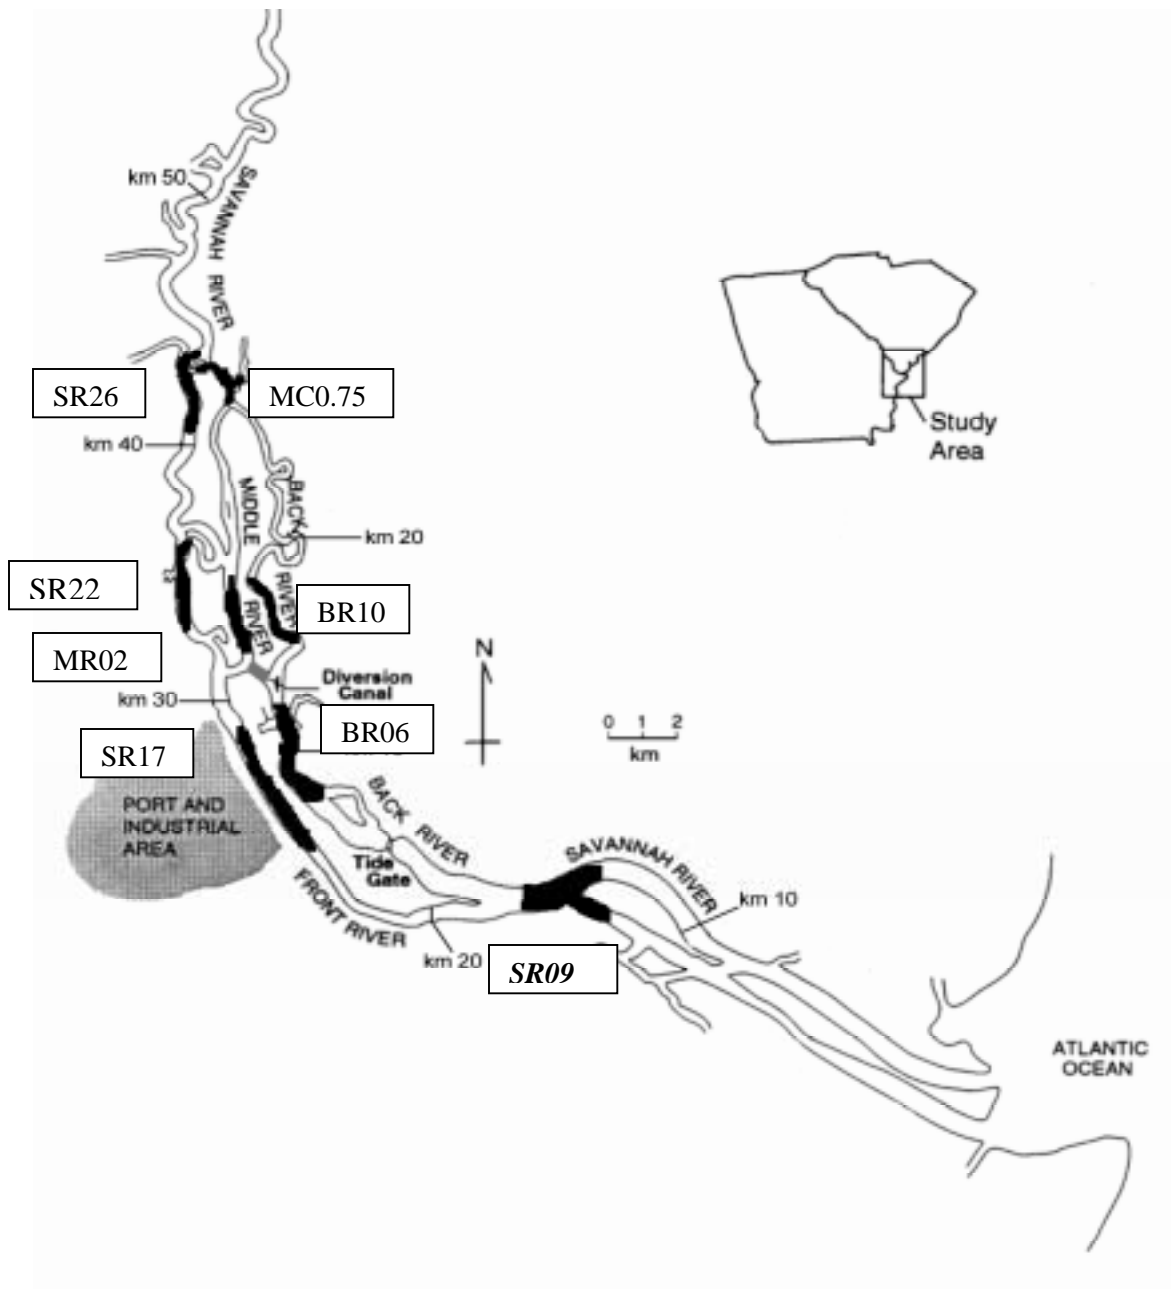 km 50
SAVANNAH RIVER
SR26
MC0.75
km 40
Study
Area
MIDDLE
RIVER
BACK
RIVER
km 20
SR22
BR10
MR02
N
Diversion
Canal
km 30
BR06
0 1 2
km
SR17
PORT AND
INDUSTRIAL
AREA
BACK RIVER
Tide
Gate
SAVANNAH RIVER
FRONT RIVER
km 10
km 20
SR09
ATLANTIC
OCEAN